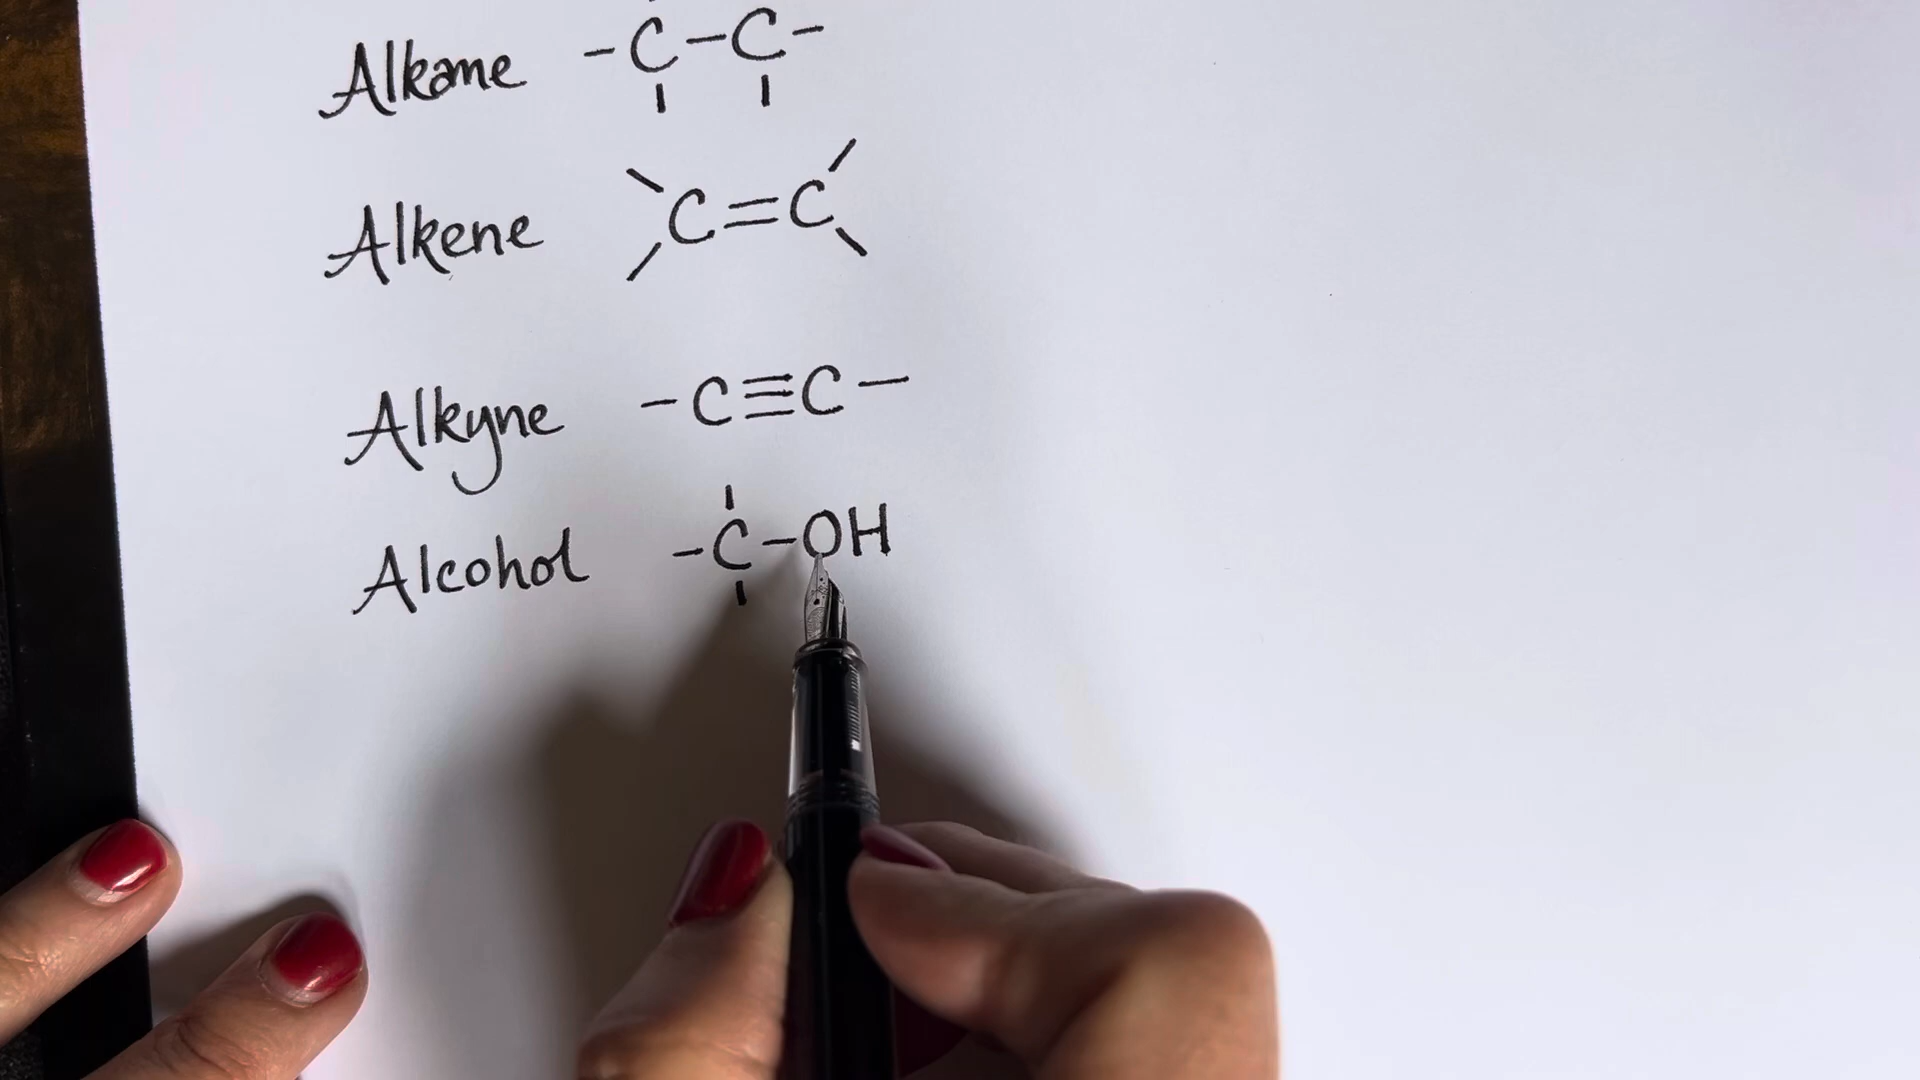 Alkane -C-C-
Alkene C=C
Alkyne -C≡C-
Alcohol -C-OH